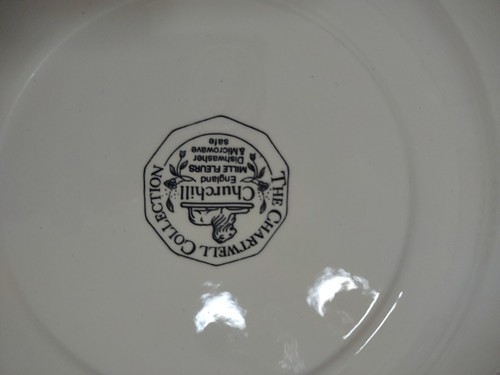 THE CHARTWELL COLLECTION
Churchill
England
MILLE FLEURS
Dishwasher
&Microwave
safe